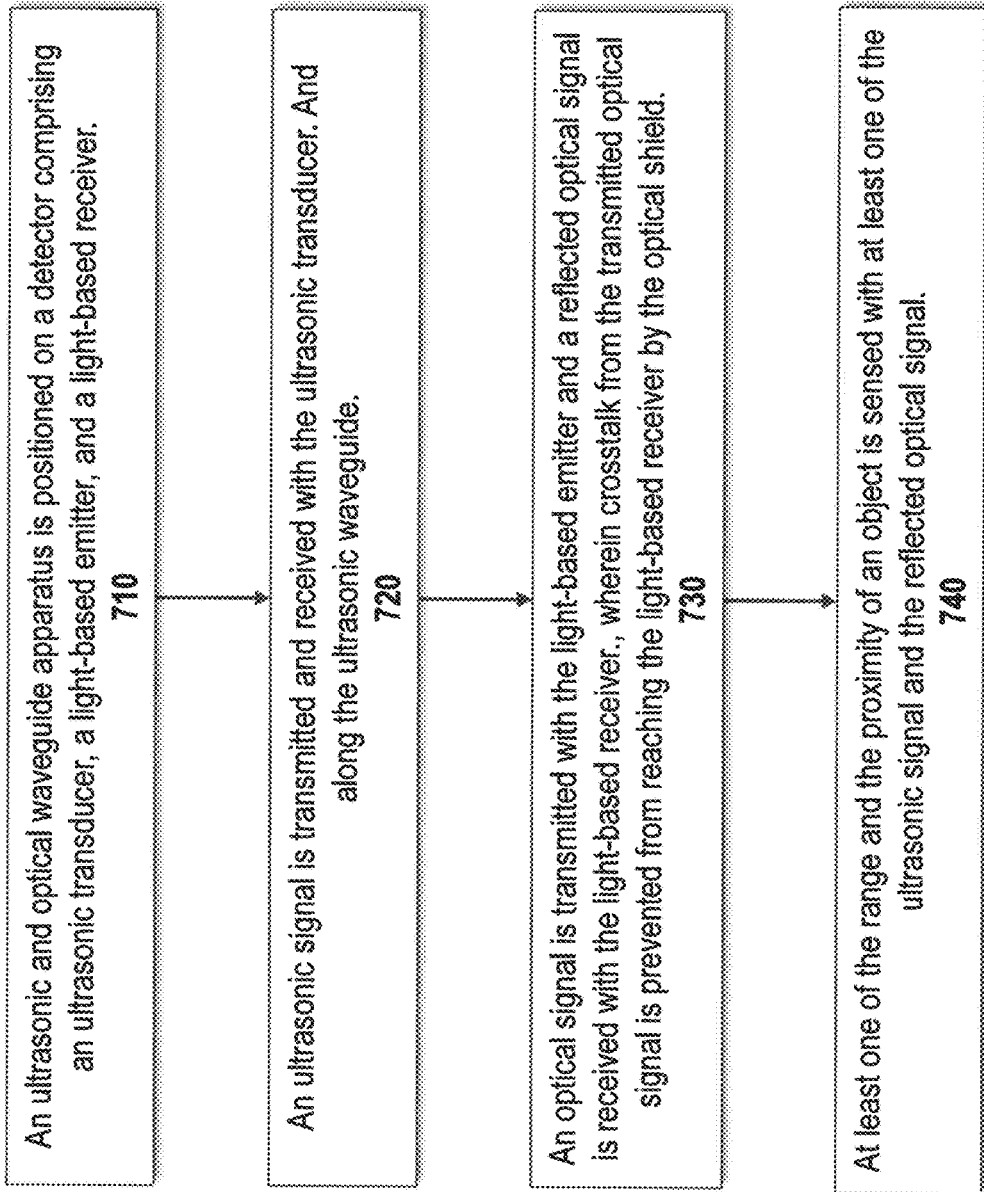 An ultrasonic and optical waveguide apparatus is positioned on a detector comprising
an ultrasonic transducer, a light-based emitter, and a light-based receiver.
710
An ultrasonic signal is transmitted and received with the ultrasonic transducer. And
along the ultrasonic waveguide.
720
An optical signal is transmitted with the light-based emitter and a reflected optical signal
is received with the light-based receiver., wherein crosstalk from the transmitted optical
signal is prevented from reaching the light-based receiver by the optical shield.
730
At least one of the range and the proximity of an object is sensed with at least one of the
ultrasonic signal and the reflected optical signal.
740